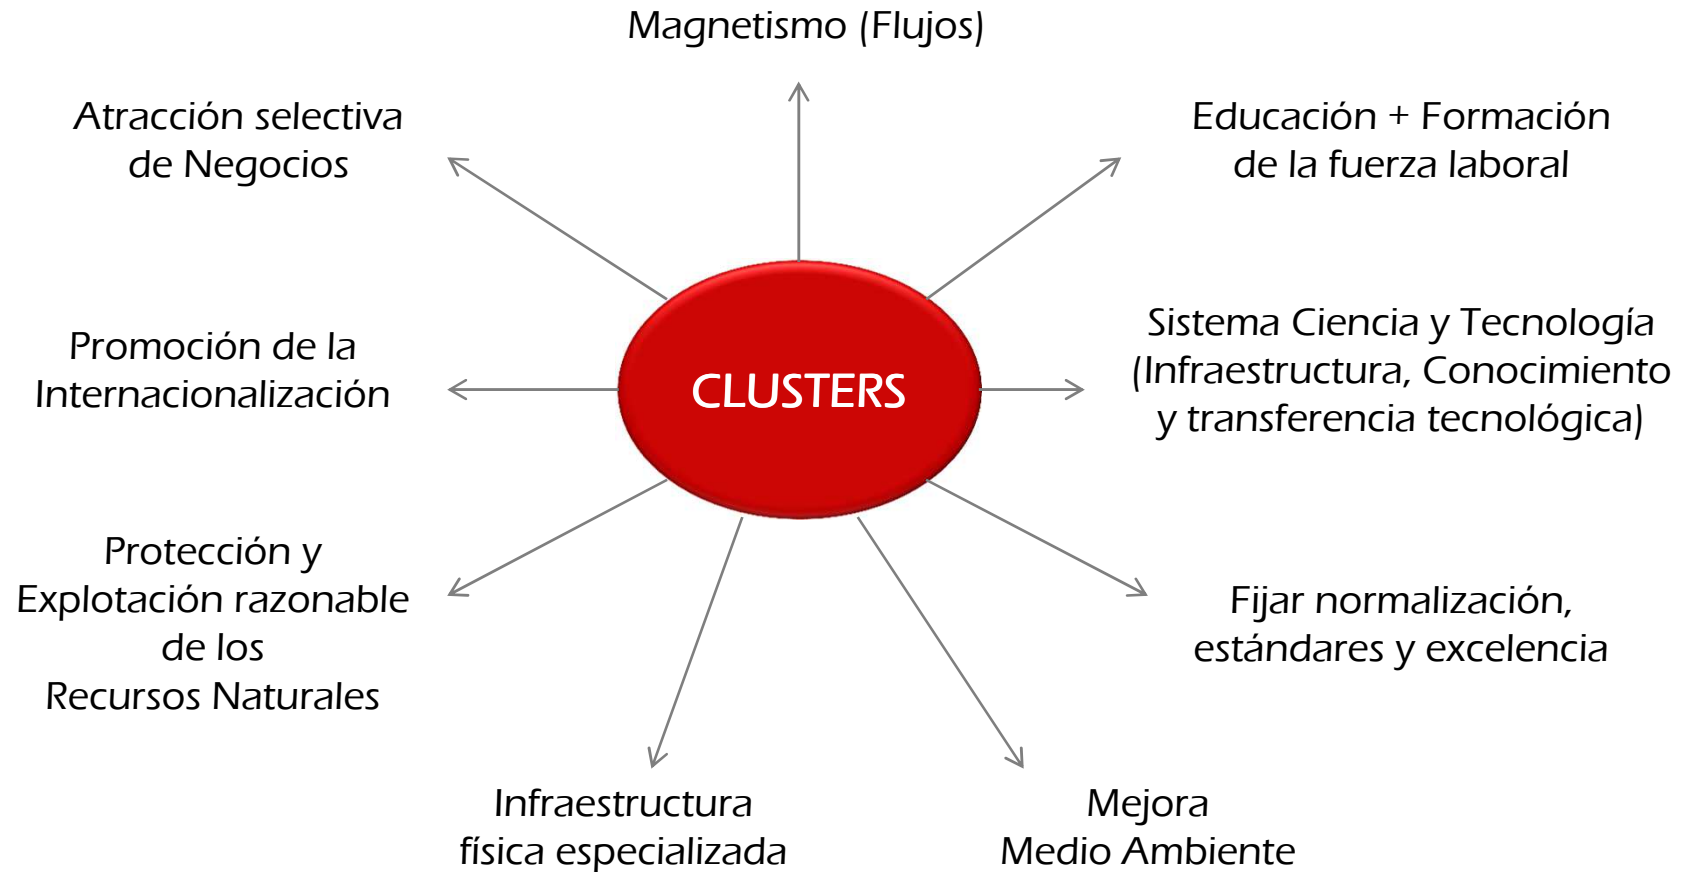 Magnetismo (Flujos)
Atracción selectiva
de Negocios
Educación + Formación
de la fuerza laboral
Promoción de la
Internacionalización
CLUSTERS
Sistema Ciencia y Tecnología
(Infraestructura, Conocimiento
y transferencia tecnológica)
Protección y
Explotación razonable
de los
Recursos Naturales
Fijar normalización,
estándares y excelencia
Infraestructura
física especializada
Mejora
Medio Ambiente